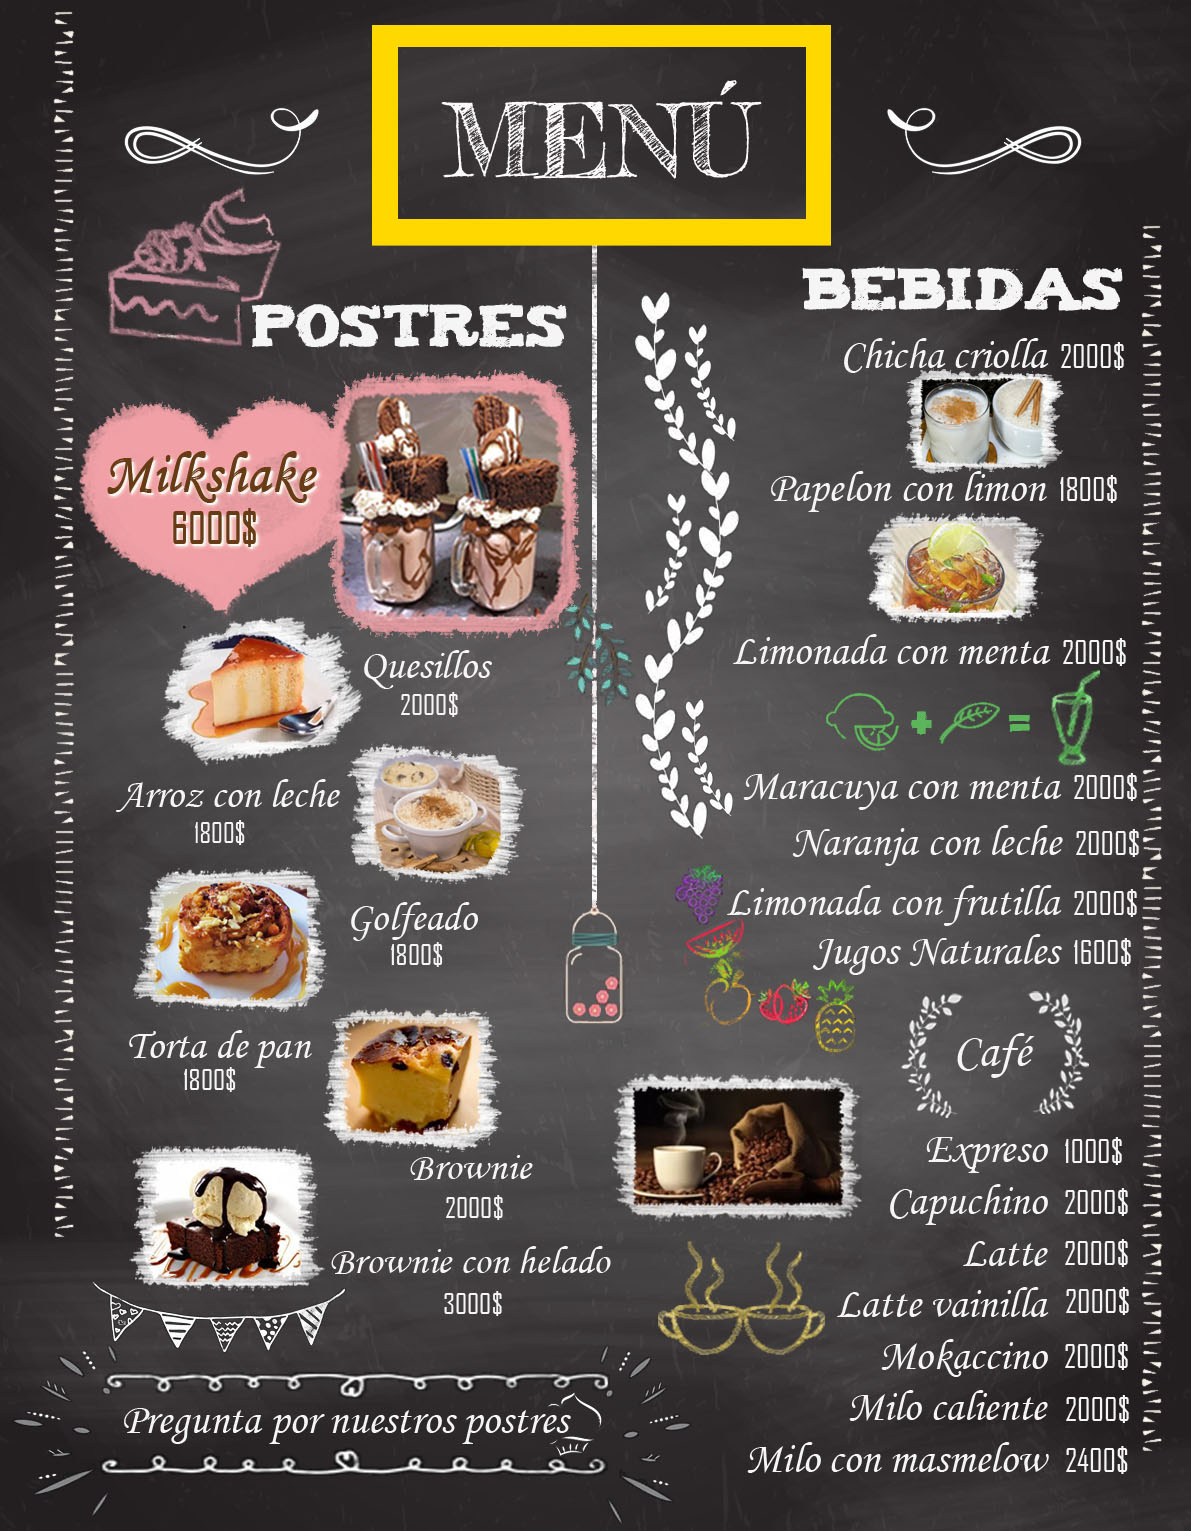 MENÚ
POSTRES
Milkshake
6000$
Quesillos
2000$
Arroz con leche
1800$
Golfeado
1800$
Torta de pan
1800$
Brownie
2000$
Brownie con helado
3000$
Pregunta por nuestros postres
BEBIDAS
Chicha criolla 2000$
Papelon con limon 1800$
Limonada con menta 2000$
Maracuya con menta 2000$
Naranja con leche 2000$
Limonada con frutilla 2000$
Jugos Naturales 1600$
Café
Expreso 1000$
Capuchino 2000$
Latte 2000$
Latte vainilla 2000$
Mokaccino 2000$
Milo caliente 2000$
Milo con masmelow 2400$